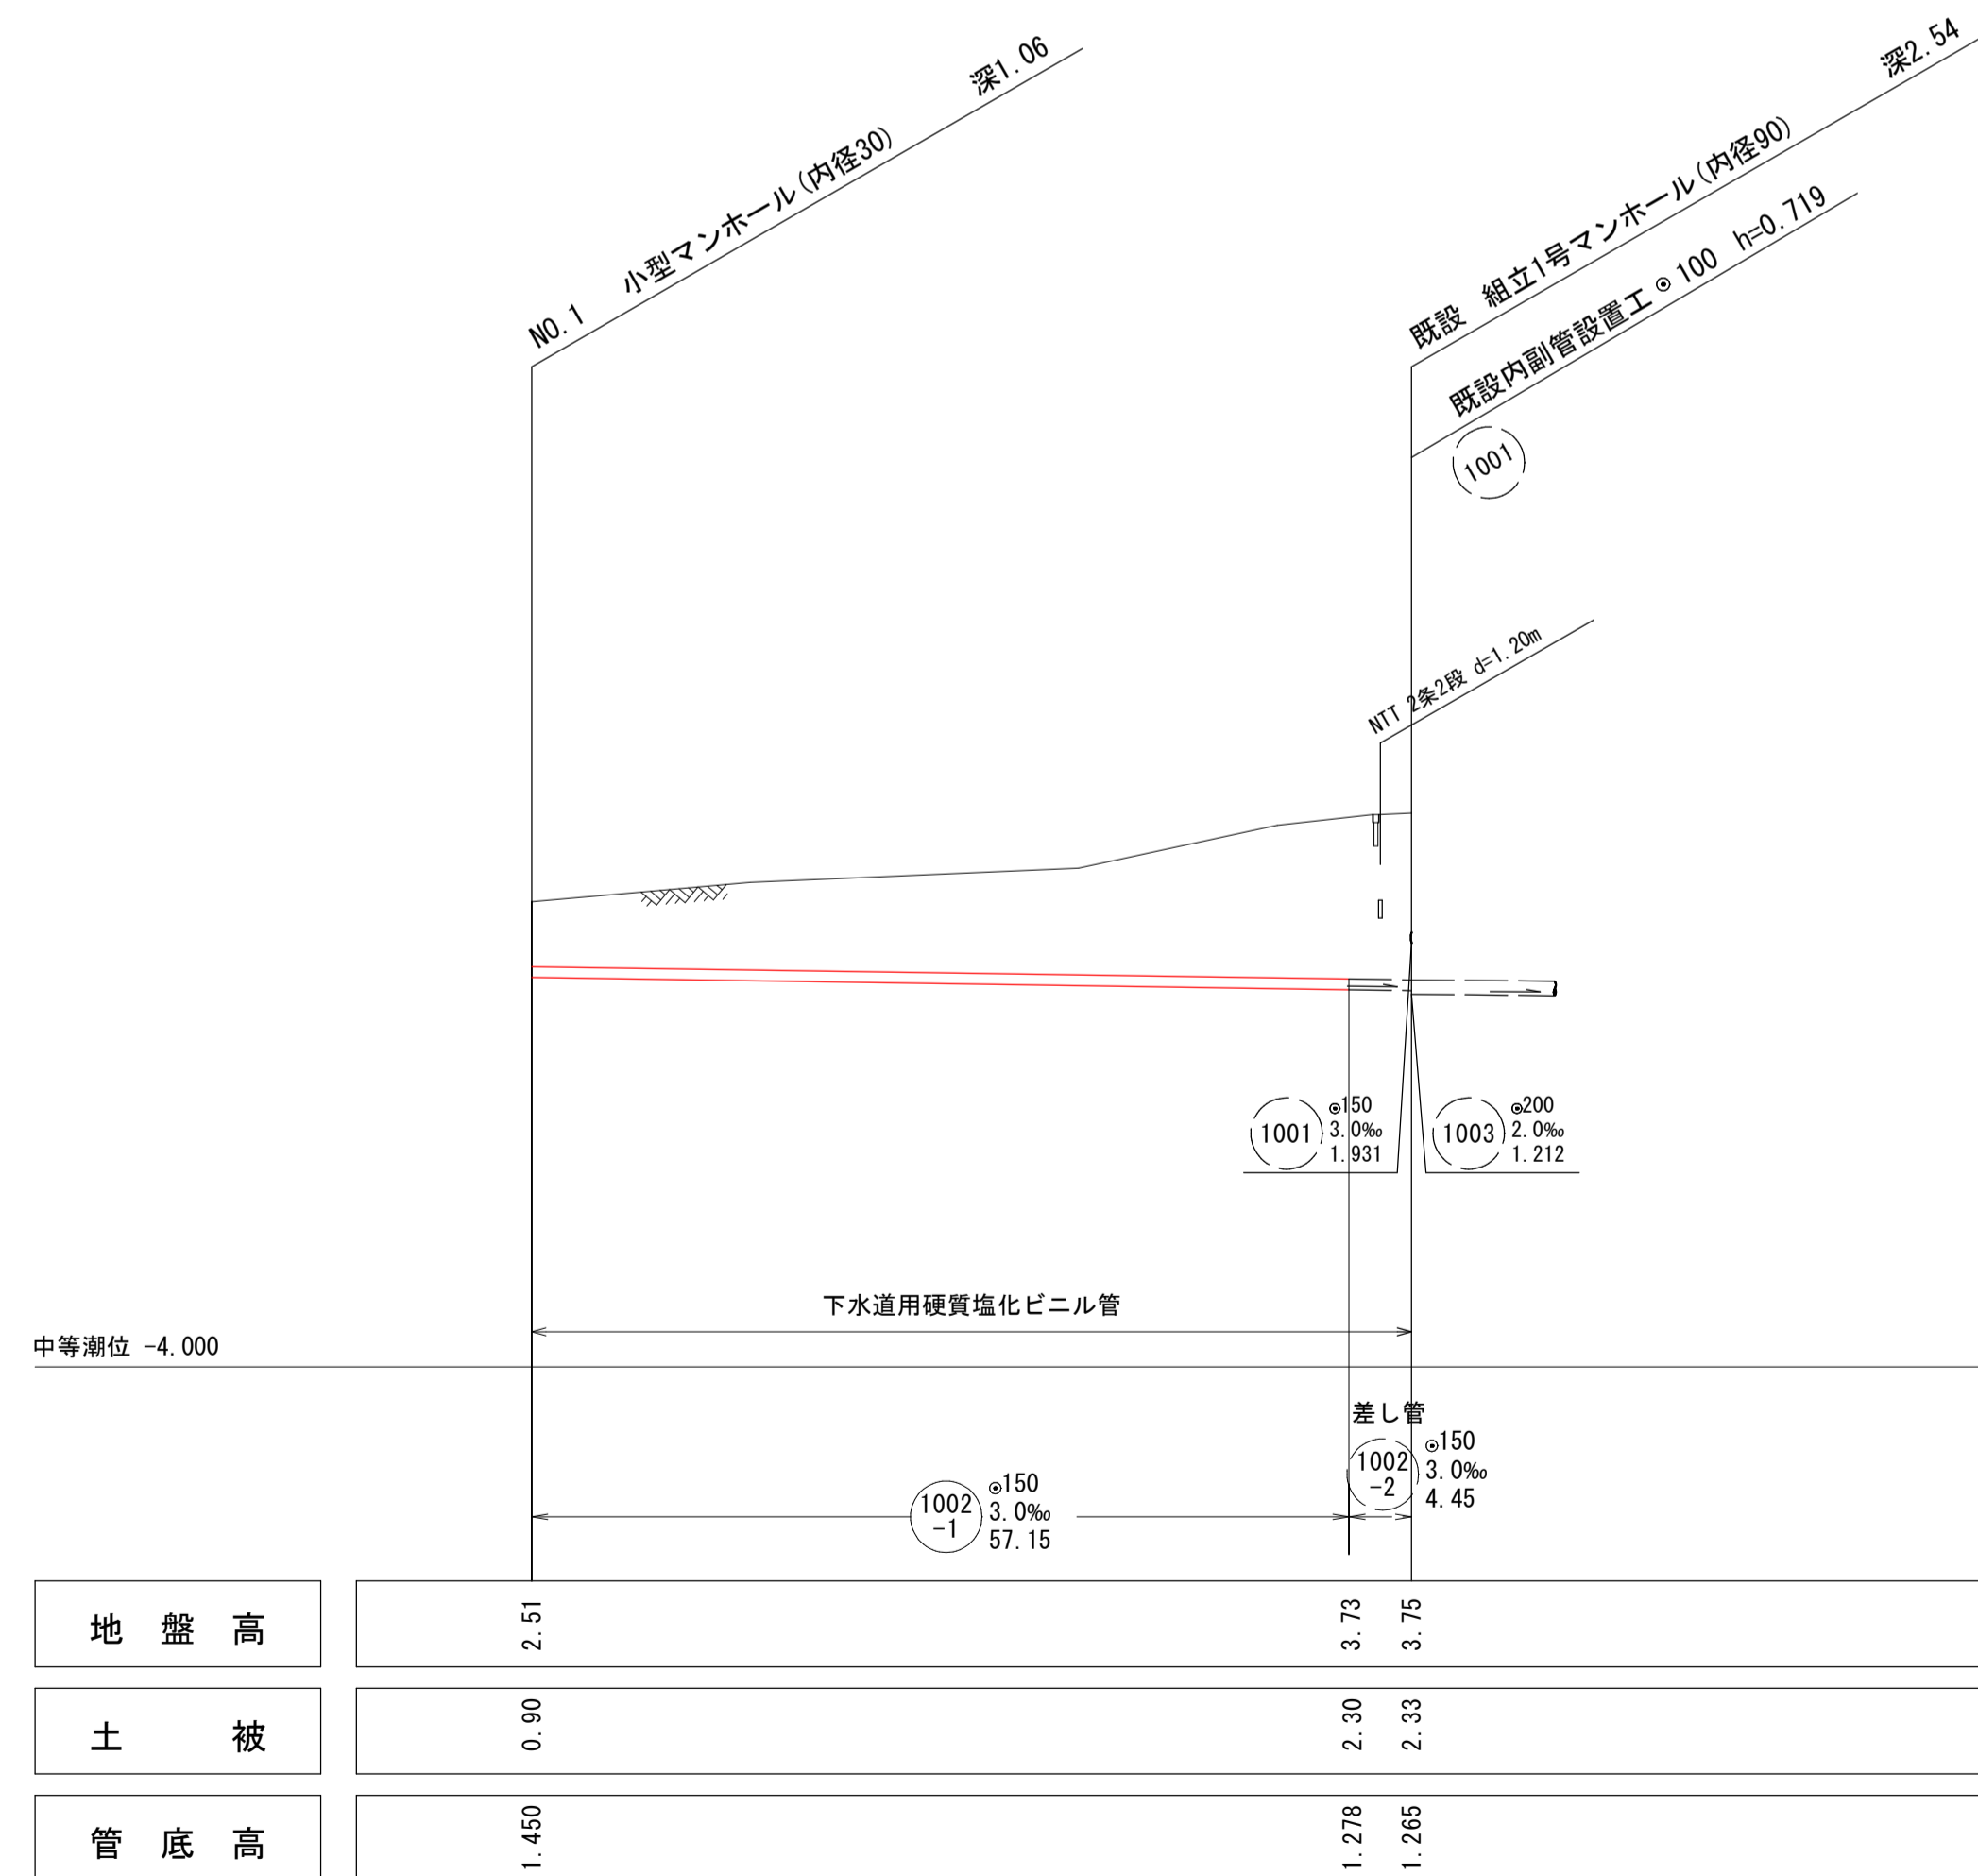 NO.1　小型マンホール(内径30)　深1.06
既設　組立1号マンホール(内径90)　深2.54
既設内副管設置工 ⊙ 100　h=0.719
1001
NTT 2条2段 d=1.20m
1001
⊙150
3.0‰
1.931
1003
⊙200
2.0‰
1.212
下水道用硬質塩化ビニル管
中等潮位 -4.000
差し管
1002
-2
⊙150
3.0‰
4.45
1002
-1
⊙150
3.0‰
57.15
地盤高 2.51 3.73 3.75
土被 0.90 2.30 2.33
管底高 1.450 1.278 1.265